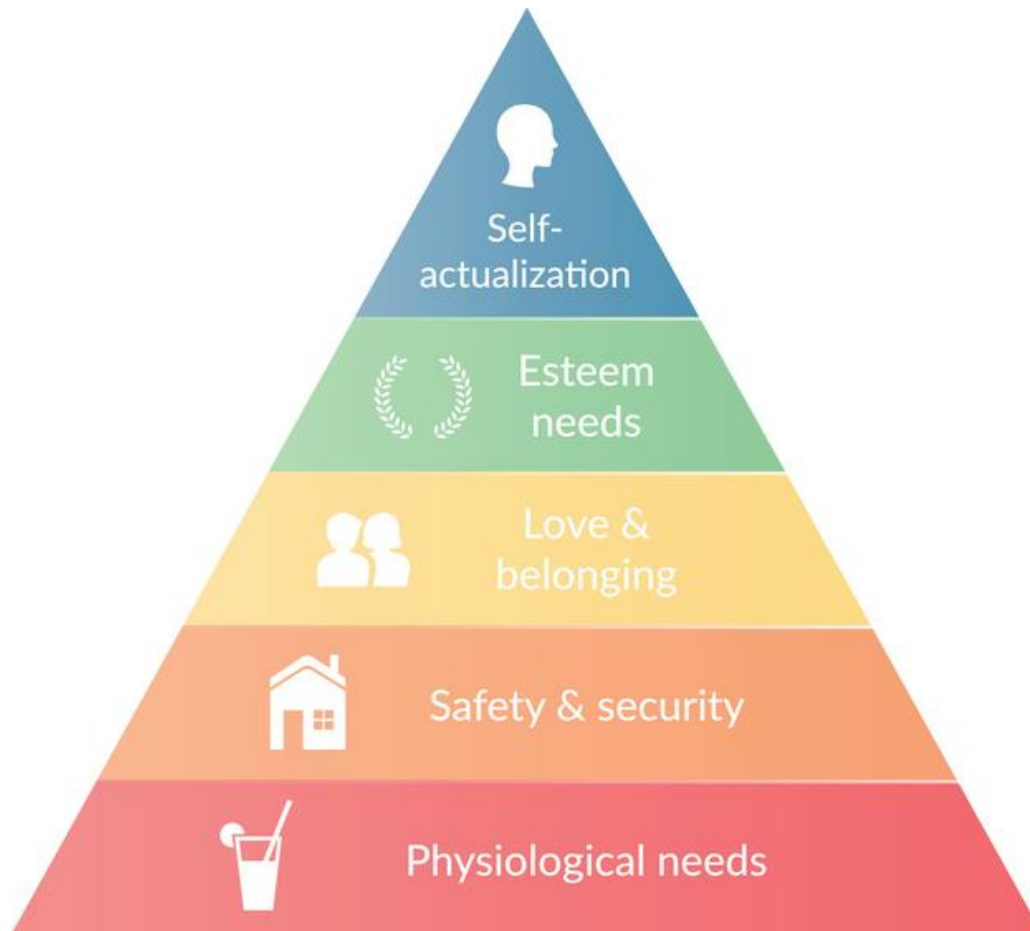 Self-
actualization
Esteem
needs
Love &
belonging
Safety & security
Physiological needs